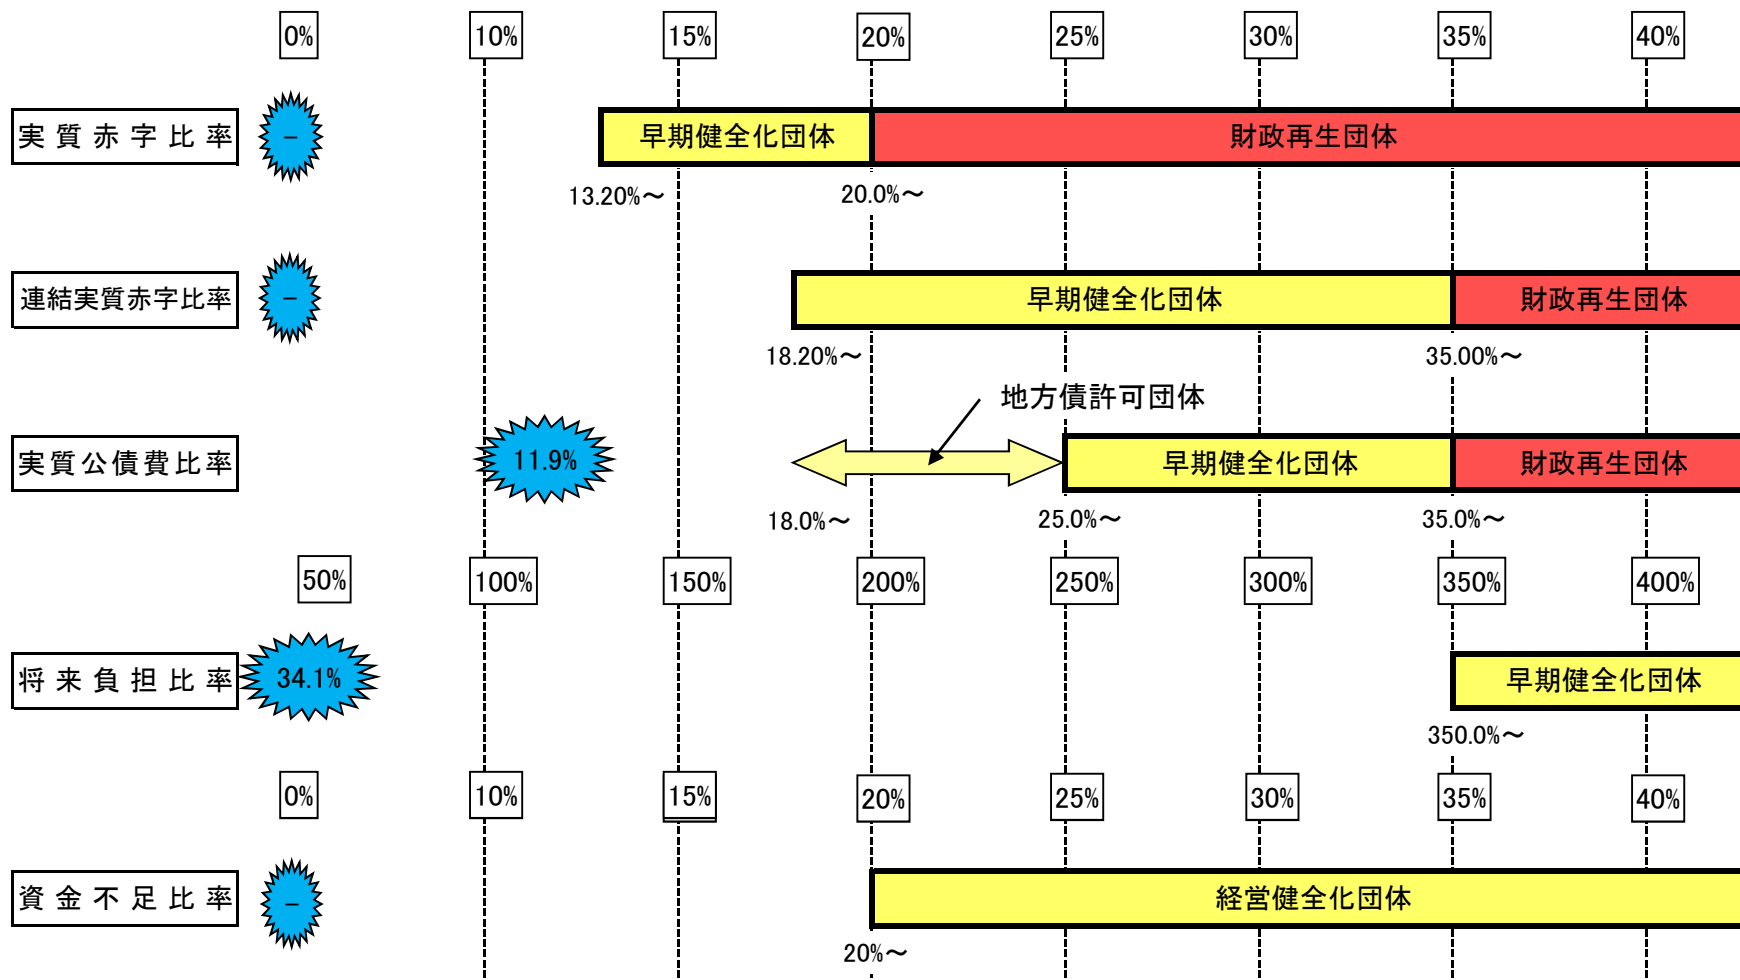 0% 10% 15% 20% 25% 30% 35% 40%
実質赤字比率 － 早期健全化団体 財政再生団体
13.20%～ 20.0%～
連結実質赤字比率 － 早期健全化団体 財政再生団体
18.20%～ 35.00%～
地方債許可団体
実質公債費比率 11.9% 早期健全化団体 財政再生団体
18.0%～ 25.0%～ 35.0%～
50% 100% 150% 200% 250% 300% 350% 400%
将来負担比率 34.1% 早期健全化団体
350.0%～
0% 10% 15% 20% 25% 30% 35% 40%
資金不足比率 － 経営健全化団体
20%～